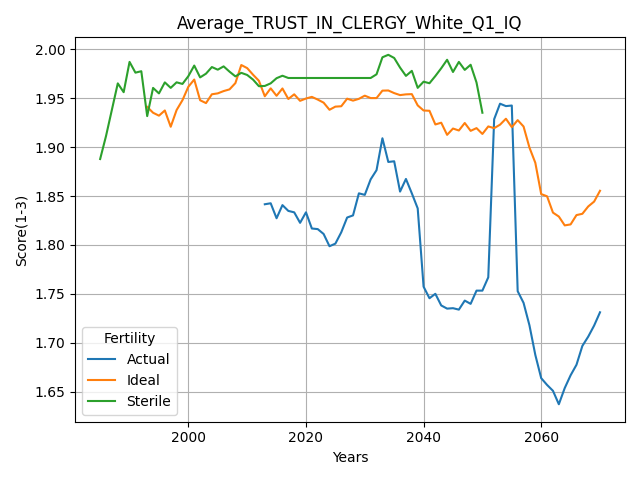 Average_TRUST_IN_CLERGY_White_Q1_IQ
2.00
1.95
1.90
1.85
1.80
1.75
1.70
1.65
Score(1-3)
Fertility
Actual
Ideal
Sterile
2000
2020
2040
2060
Years